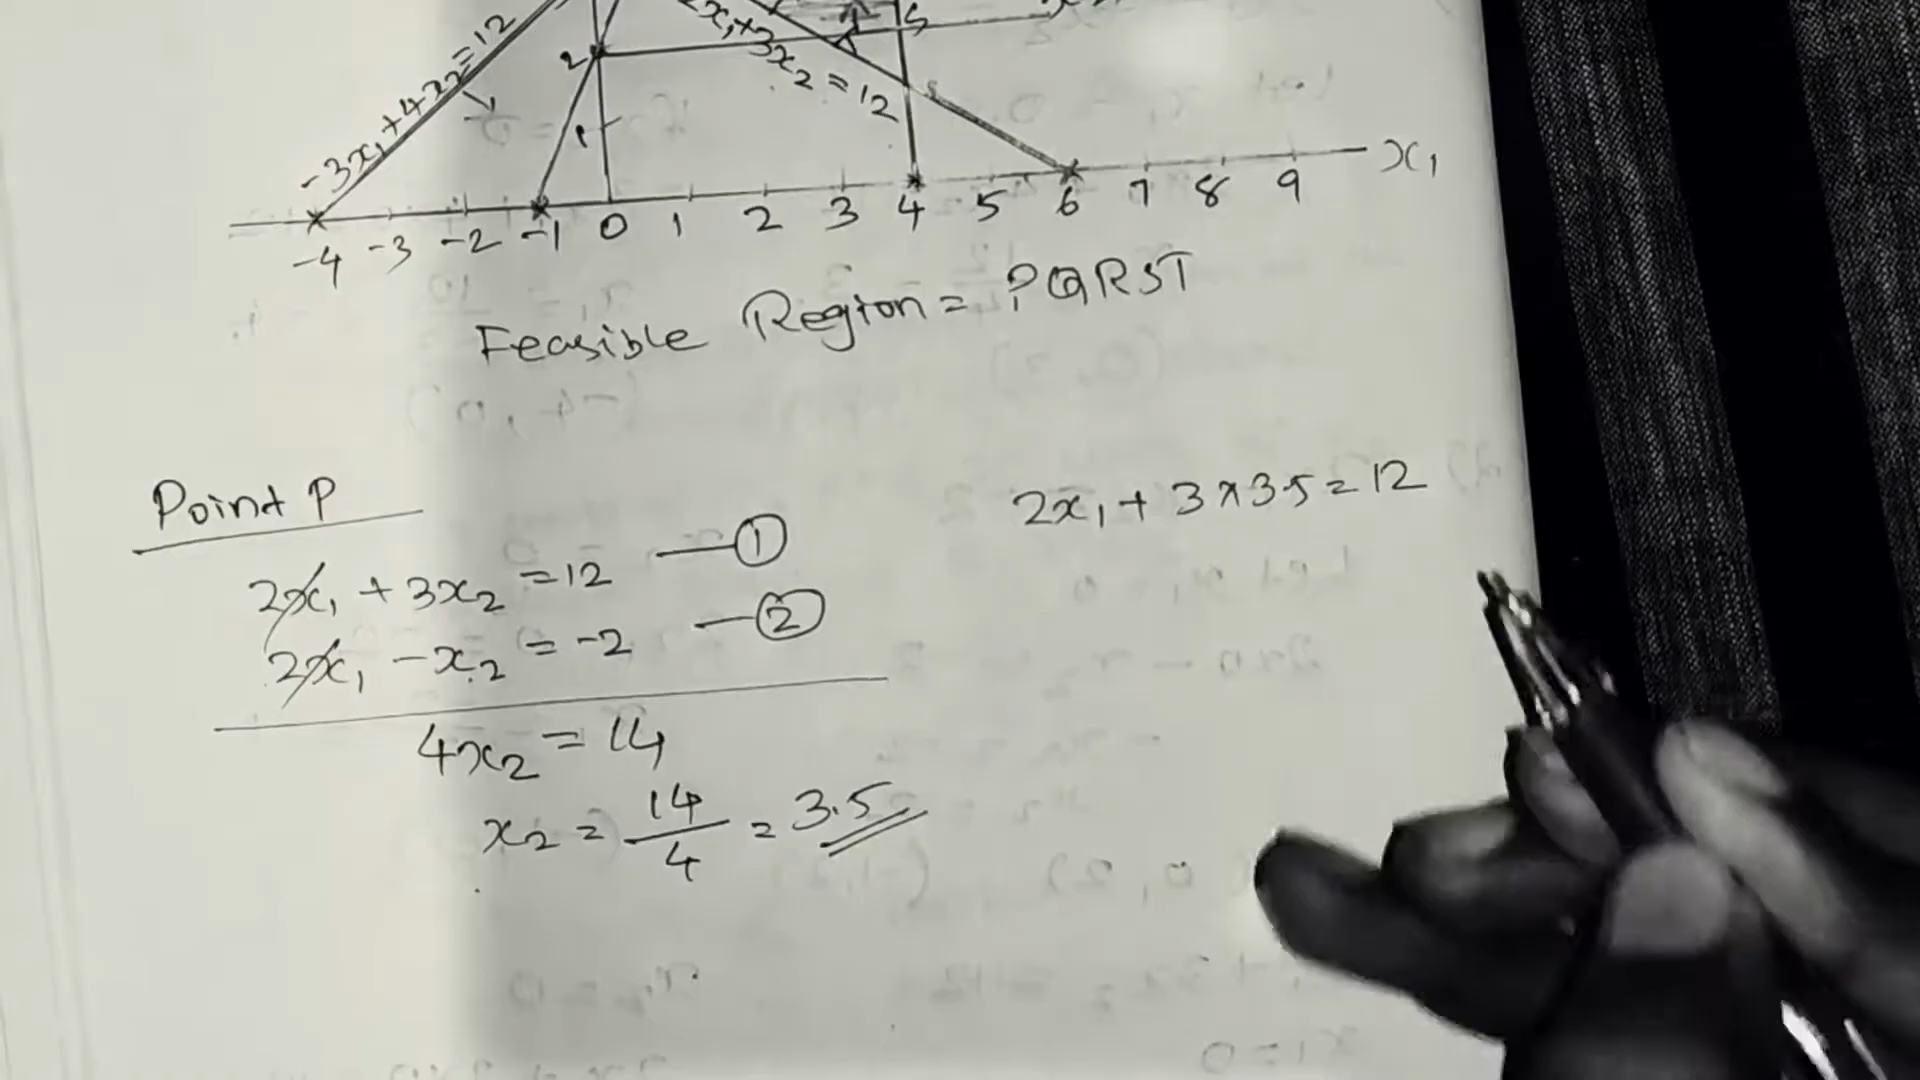 -3x₁+4x₂=12
2x₁+3x₂=12
2
1
x₁
-4 -3 -2 -1 0 1 2 3 4 5 6 7 8 9
Feasible Region = PQRST
Point P
2x₁ + 3x₂ = 12 — ①
2x₁ - x₂ = -2 — ②
4x₂ = 14
x₂ = 14/4 = 3.5
2x₁ + 3×3.5 = 12